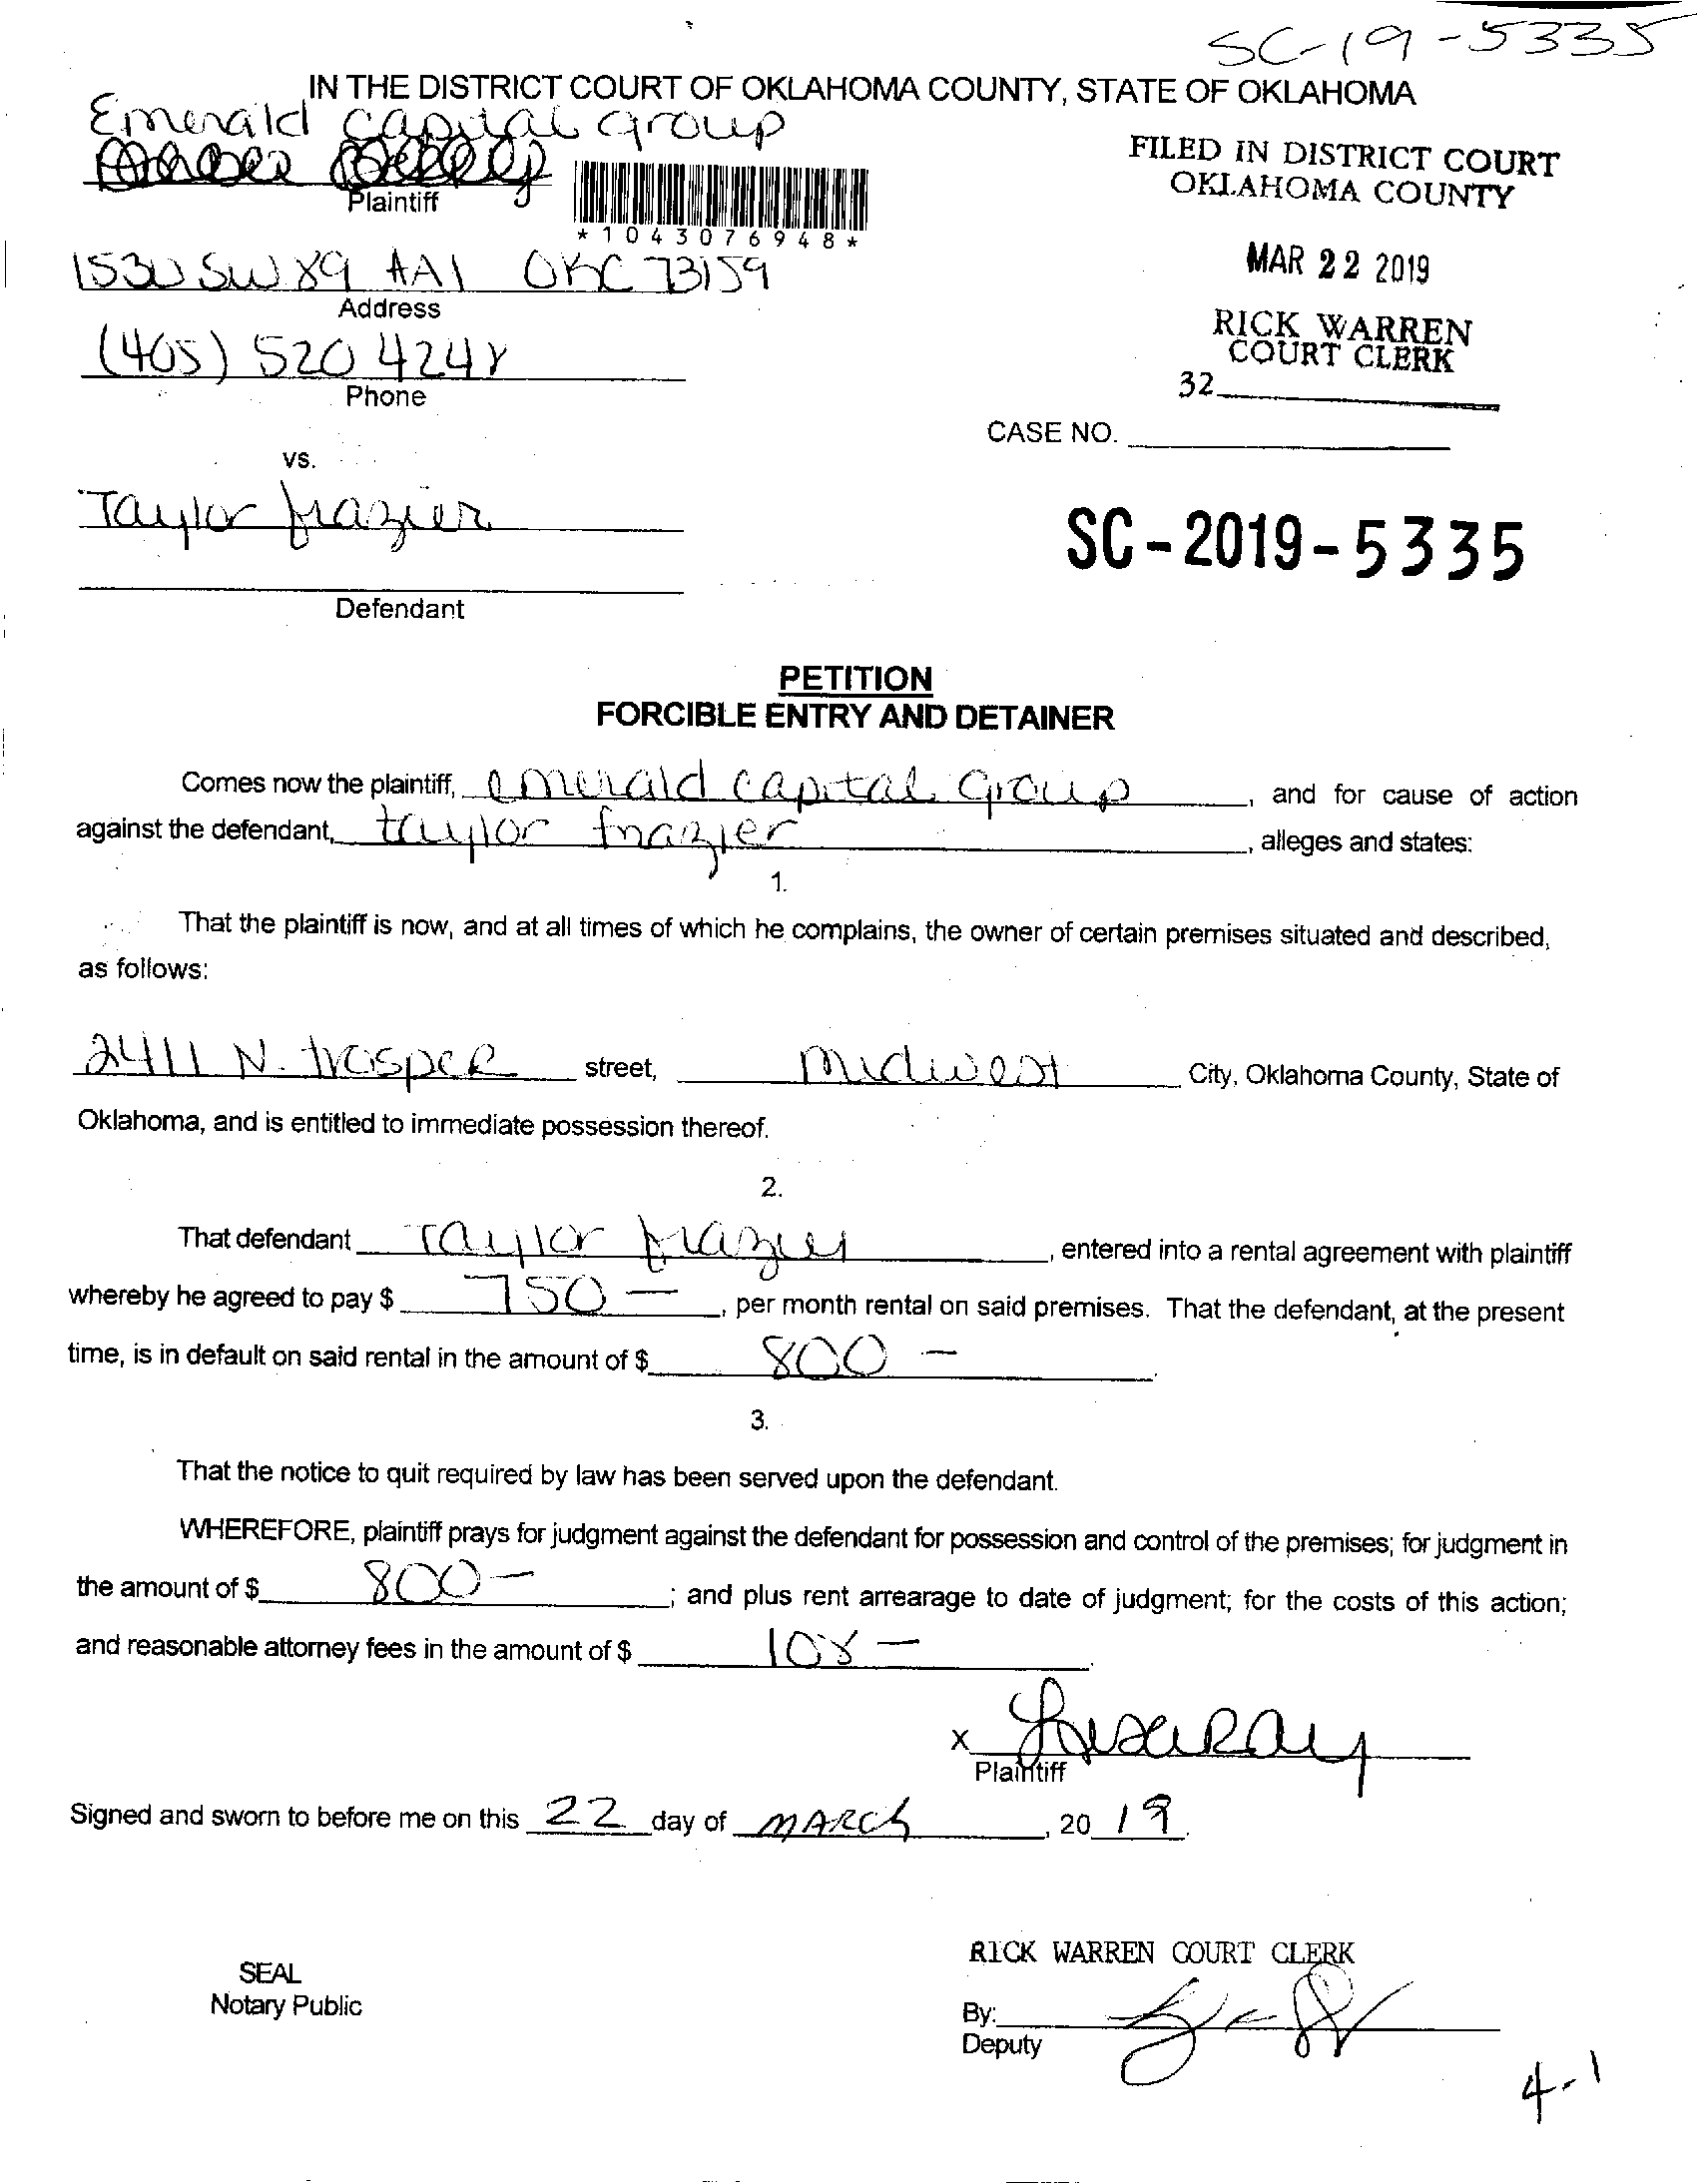 SC-19-5335
IN THE DISTRICT COURT OF OKLAHOMA COUNTY, STATE OF OKLAHOMA
Emerald capital group
Plaintiff
*1043076948*
FILED IN DISTRICT COURT
OKLAHOMA COUNTY
MAR 22 2019
RICK WARREN
COURT CLERK
32
1530 SW 89 #A1 OKC 73159
Address
(405) 520 4248
Phone
CASE NO.
vs.
Taylor frazier
SC-2019-5335
Defendant
PETITION
FORCIBLE ENTRY AND DETAINER
Comes now the plaintiff, emerald capital group, and for cause of action
against the defendant, taylor frazier, alleges and states:
1.
That the plaintiff is now, and at all times of which he complains, the owner of certain premises situated and described,
as follows:
2411 N. trosper street, midwest City, Oklahoma County, State of
Oklahoma, and is entitled to immediate possession thereof.
2.
That defendant Taylor frazier, entered into a rental agreement with plaintiff
whereby he agreed to pay $ 750 –, per month rental on said premises. That the defendant, at the present
time, is in default on said rental in the amount of $ 800 –.
3.
That the notice to quit required by law has been served upon the defendant.
WHEREFORE, plaintiff prays for judgment against the defendant for possession and control of the premises; for judgment in
the amount of $ 800 –; and plus rent arrearage to date of judgment; for the costs of this action;
and reasonable attorney fees in the amount of $ 108 –.
X
Plaintiff
Signed and sworn to before me on this 22 day of MARCh, 20 19.
SEAL
Notary Public
RICK WARREN COURT CLERK
By:
Deputy
4-1